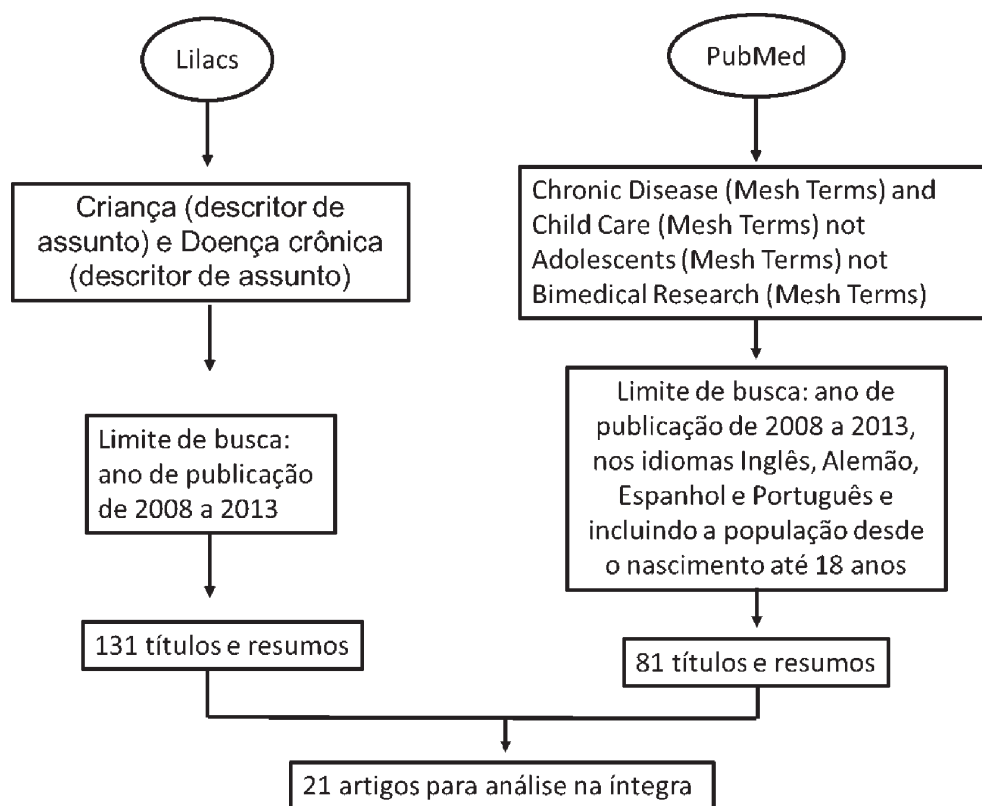 Lilacs
PubMed
Criança (descritor de
assunto) e Doença crônica
(descritor de assunto)
Chronic Disease (Mesh Terms) and
Child Care (Mesh Terms) not
Adolescents (Mesh Terms) not
Bimedical Research (Mesh Terms)
Limite de busca:
ano de publicação
de 2008 a 2013
Limite de busca: ano de
publicação de 2008 a 2013,
nos idiomas Inglês, Alemão,
Espanhol e Português e
incluindo a população desde
o nascimento até 18 anos
131 títulos e resumos
81 títulos e resumos
21 artigos para análise na íntegra